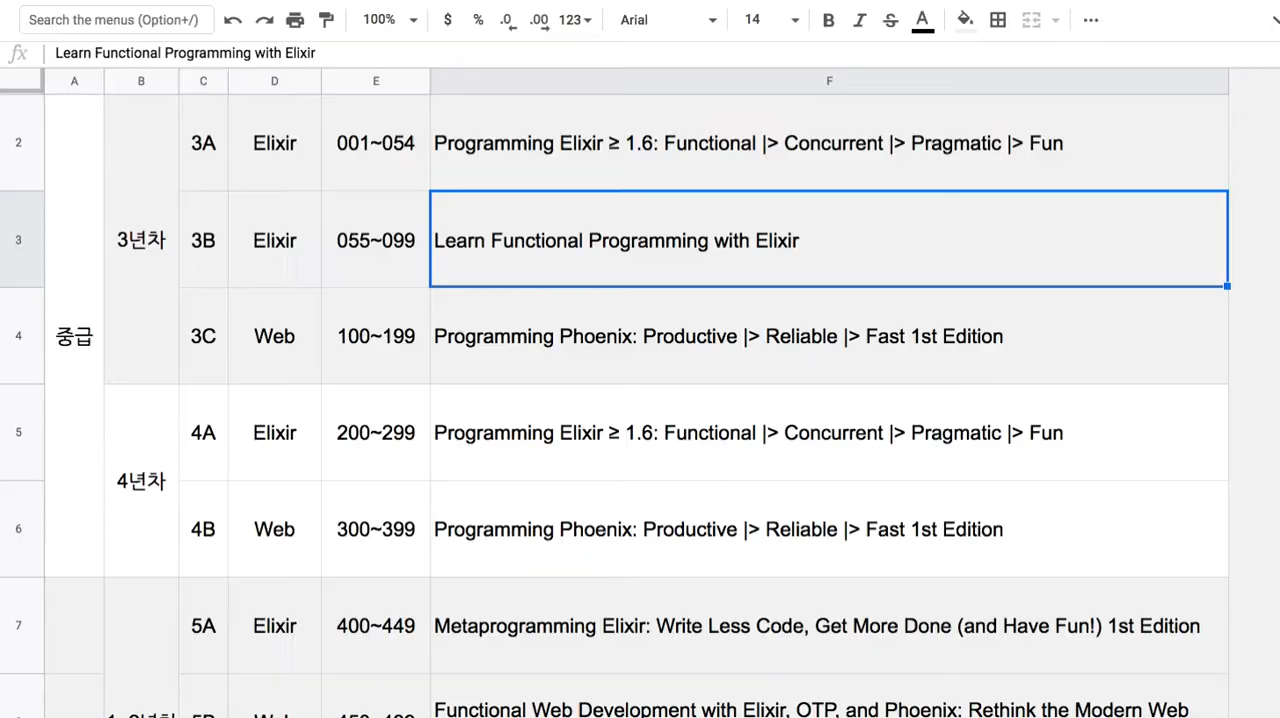 Search the menus (Option+/)
100%
$ % .0 .00 123
Arial
14
B I S A
fx
Learn Functional Programming with Elixir
A B C D E F
2 3A Elixir 001~054 Programming Elixir ≥ 1.6: Functional |> Concurrent |> Pragmatic |> Fun
3 3년차 3B Elixir 055~099 Learn Functional Programming with Elixir
4 중급 3C Web 100~199 Programming Phoenix: Productive |> Reliable |> Fast 1st Edition
5 4A Elixir 200~299 Programming Elixir ≥ 1.6: Functional |> Concurrent |> Pragmatic |> Fun
4년차
6 4B Web 300~399 Programming Phoenix: Productive |> Reliable |> Fast 1st Edition
7 5A Elixir 400~449 Metaprogramming Elixir: Write Less Code, Get More Done (and Have Fun!) 1st Edition
Functional Web Development with Elixir, OTP, and Phoenix: Rethink the Modern Web